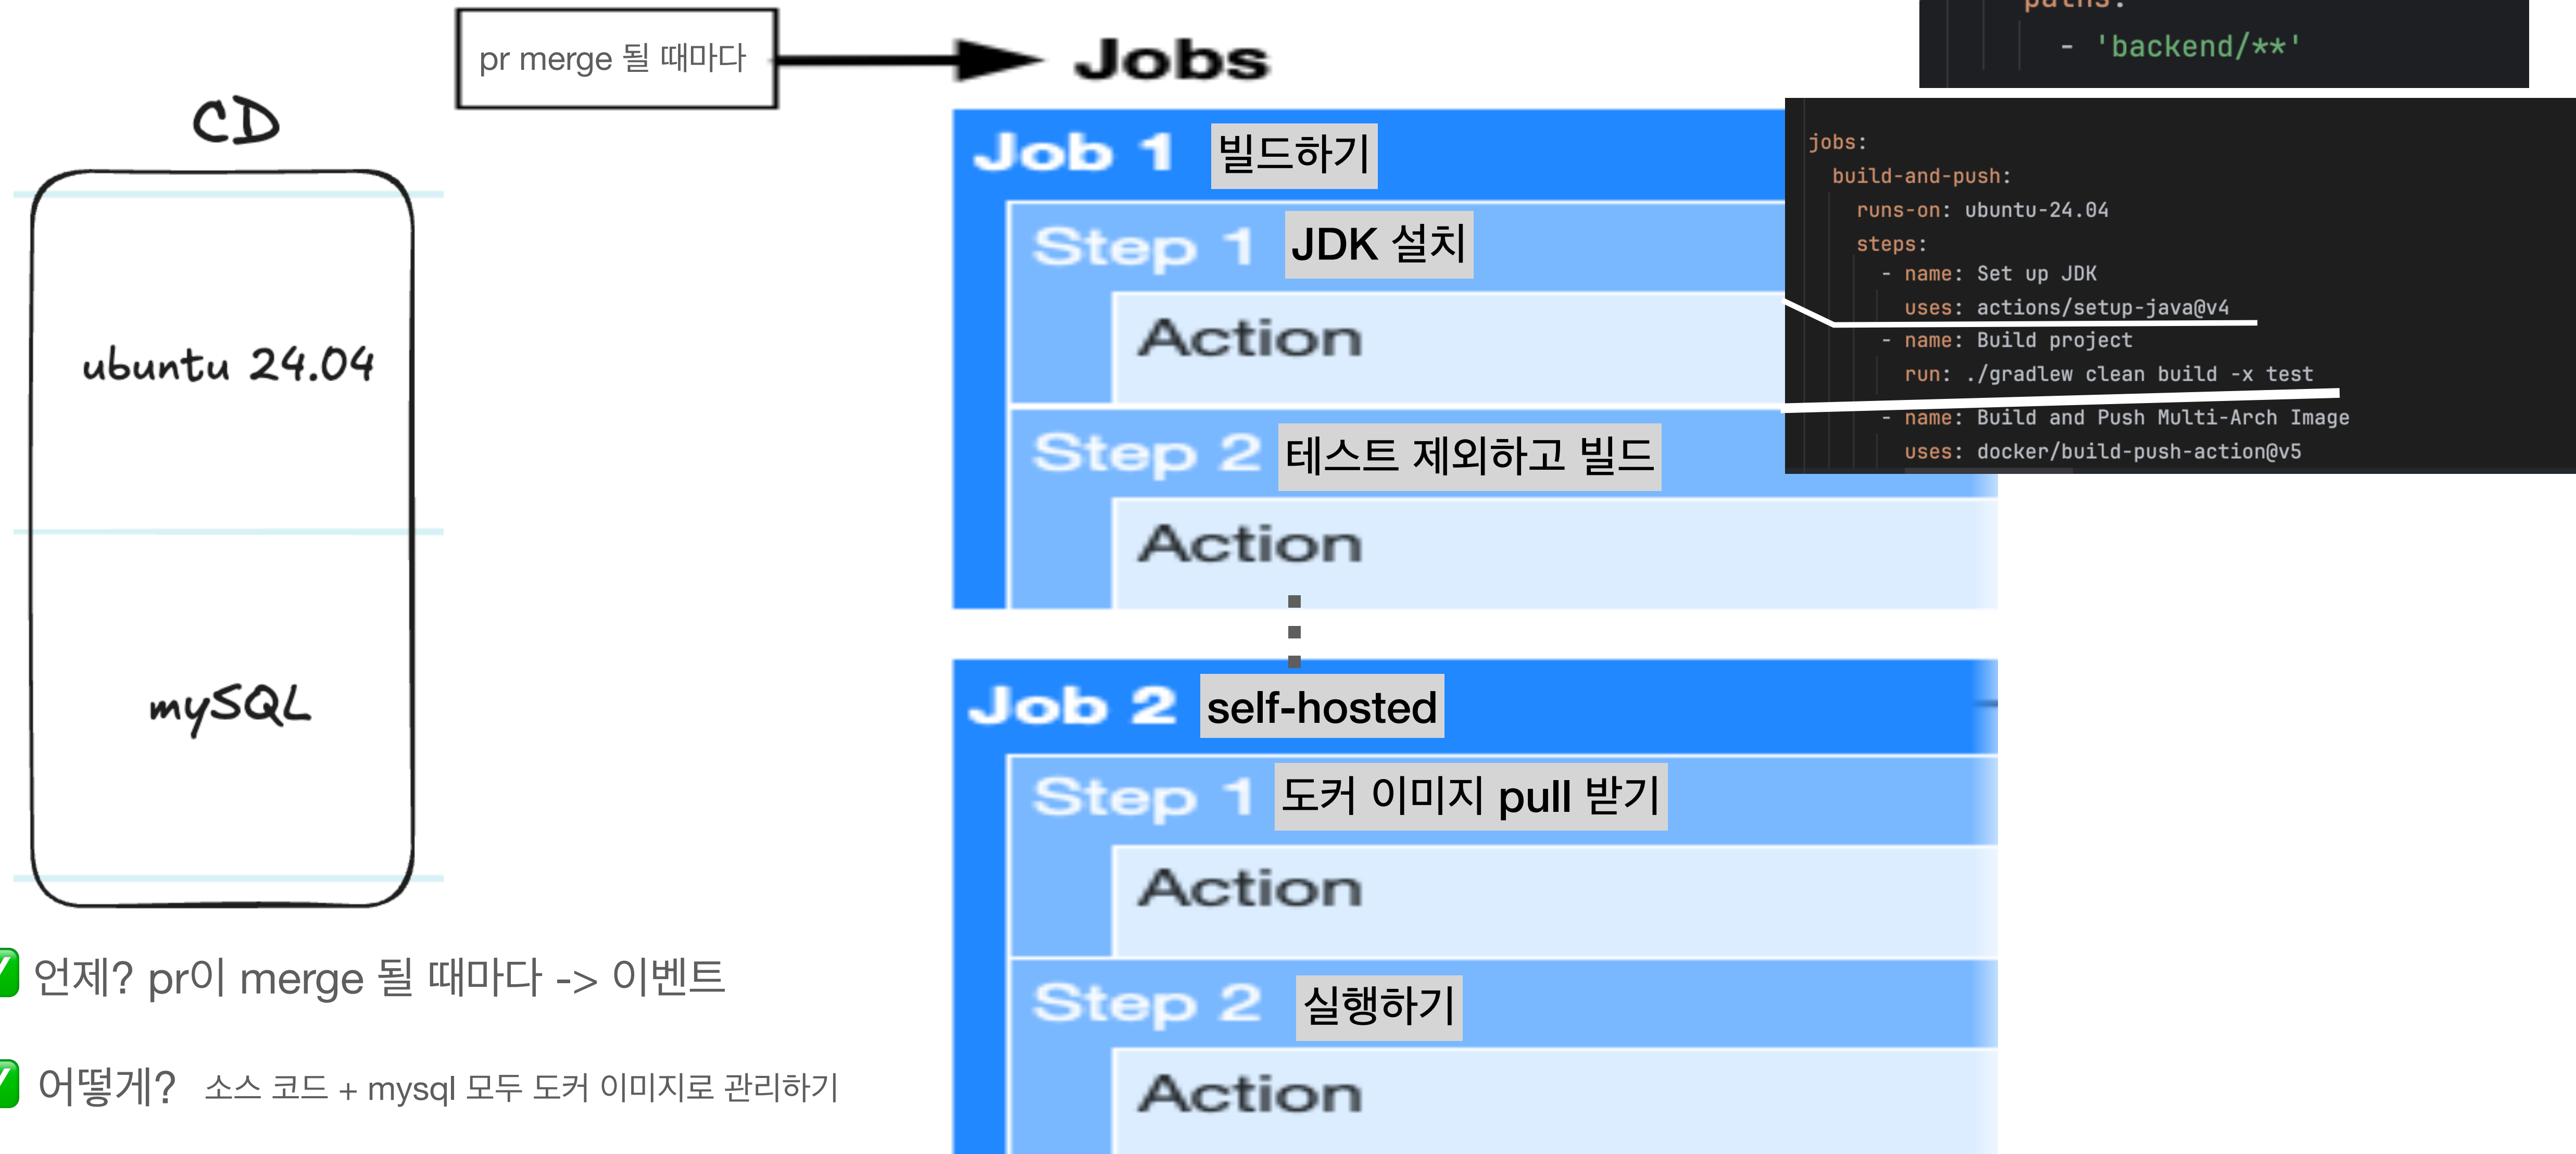 pr merge 될 때마다
Jobs
paths:
- 'backend/**'
CD
ubuntu 24.04
mySQL
✅ 언제? pr이 merge 될 때마다 -> 이벤트
✅ 어떻게? 소스 코드 + mysql 모두 도커 이미지로 관리하기
Job 1 빌드하기
Step 1 JDK 설치
Action
Step 2 테스트 제외하고 빌드
Action
Job 2 self-hosted
Step 1 도커 이미지 pull 받기
Action
Step 2 실행하기
Action
jobs:
build-and-push:
runs-on: ubuntu-24.04
steps:
- name: Set up JDK
uses: actions/setup-java@v4
- name: Build project
run: ./gradlew clean build -x test
- name: Build and Push Multi-Arch Image
uses: docker/build-push-action@v5